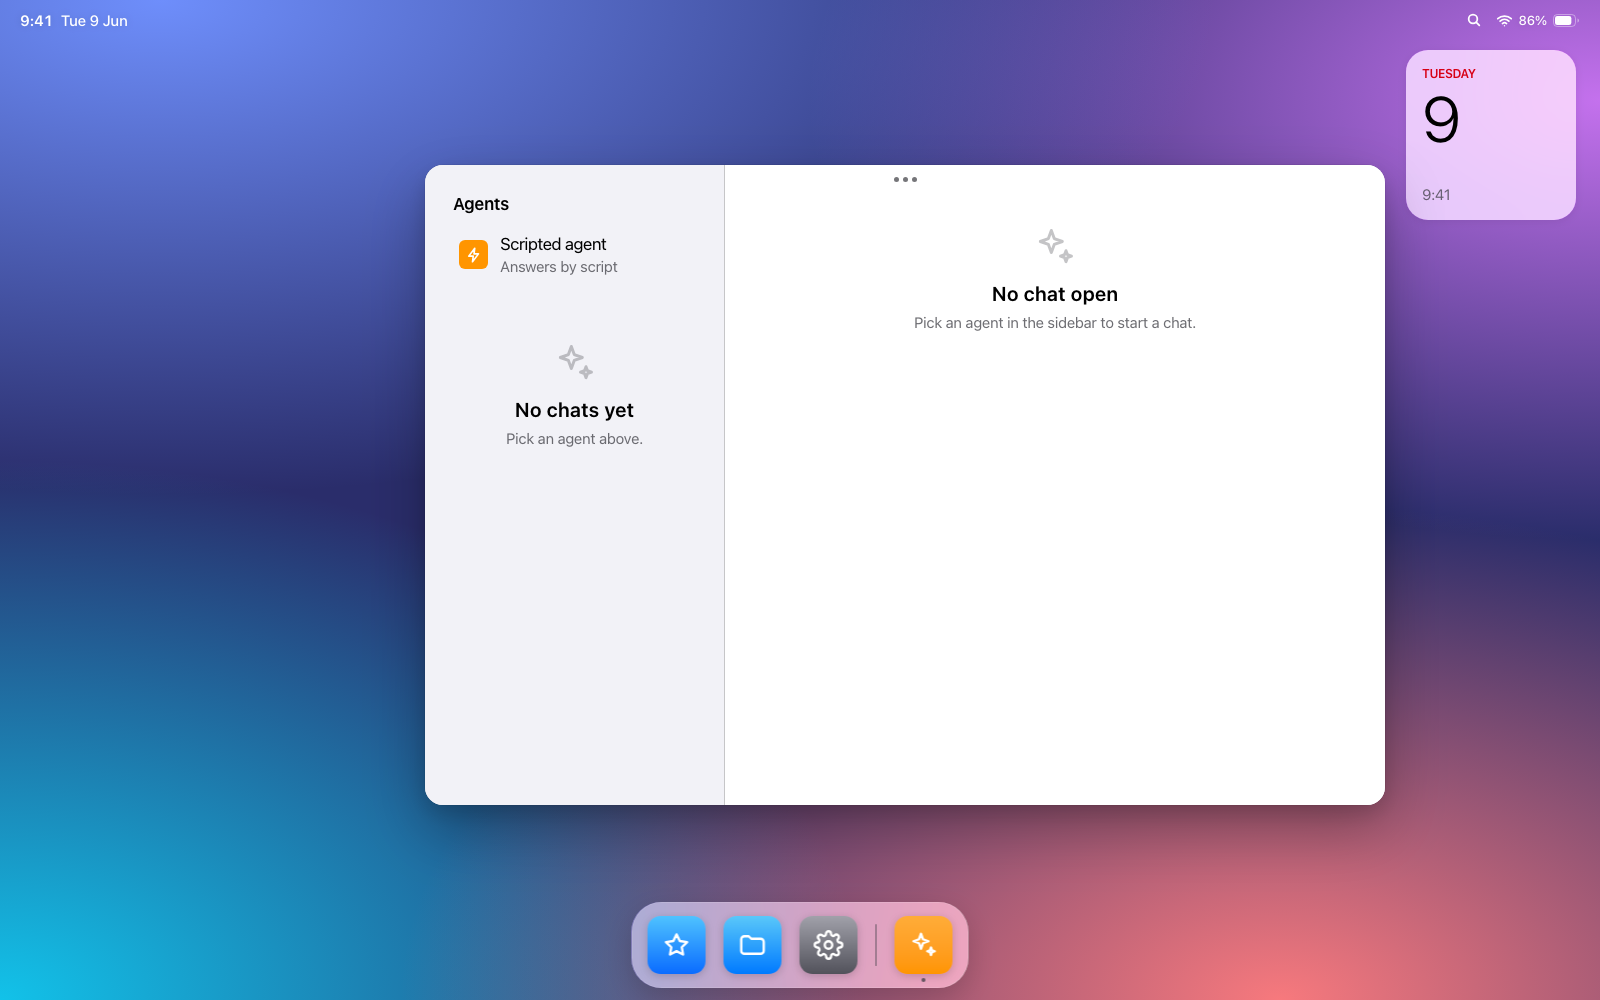 9:41 Tue 9 Jun
86%
TUESDAY
9
9:41
Agents
Scripted agent
Answers by script
No chats yet
Pick an agent above.
No chat open
Pick an agent in the sidebar to start a chat.